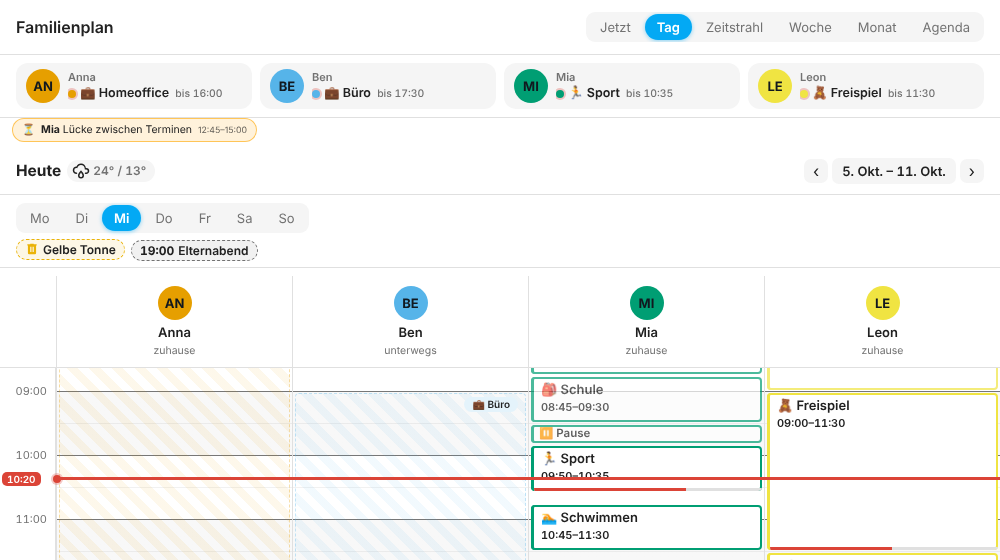 Familienplan
Jetzt Tag Zeitstrahl Woche Monat Agenda
AN Anna Homeoffice bis 16:00
BE Ben Büro bis 17:30
MI Mia Sport bis 10:35
LE Leon Freispiel bis 11:30
Mia Lücke zwischen Terminen 12:45–15:00
Heute 24° / 13°
‹ 5. Okt. – 11. Okt. ›
Mo Di Mi Do Fr Sa So
Gelbe Tonne 19:00 Elternabend
AN BE MI LE
Anna Ben Mia Leon
zuhause unterwegs zuhause zuhause
09:00
10:00
10:20
11:00
Büro
Schule
08:45–09:30
Pause
Sport
09:50–10:35
Schwimmen
10:45–11:30
Freispiel
09:00–11:30